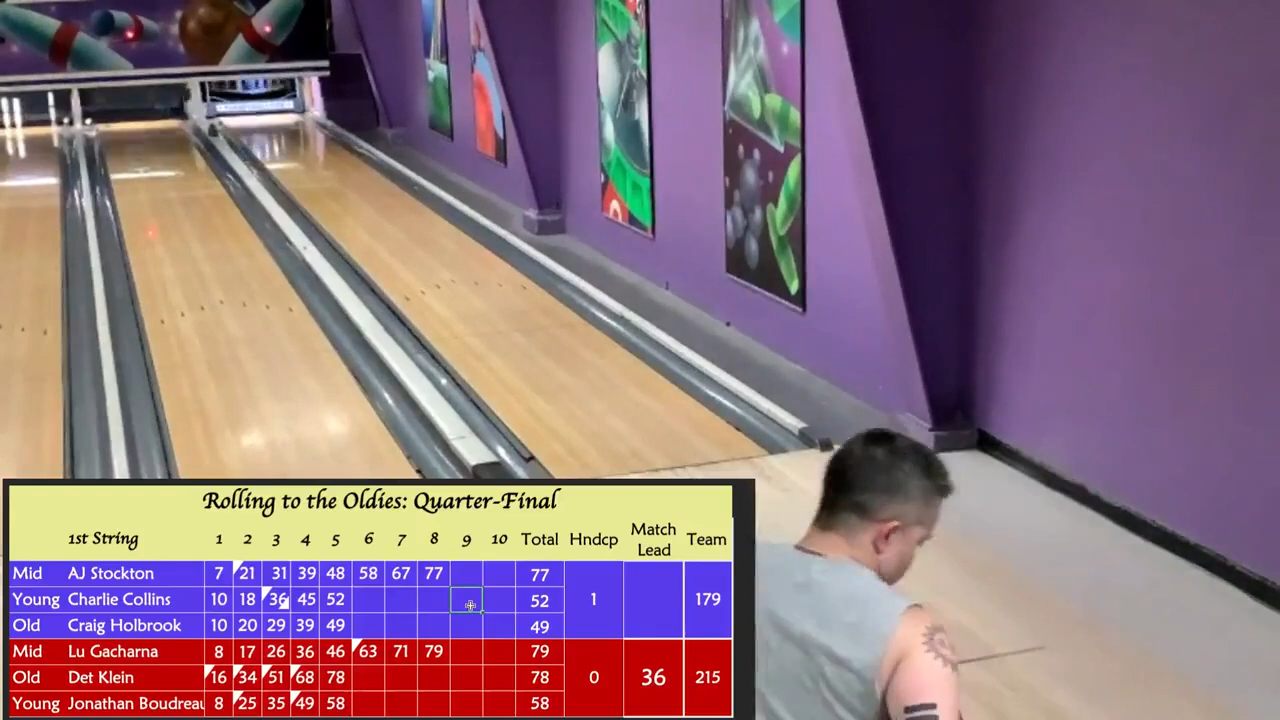 Rolling to the Oldies: Quarter-Final
1st String 1 2 3 4 5 6 7 8 9 10 Total Hndcp Match Lead Team
Mid AJ Stockton 7 21 31 39 48 58 67 77 77
Young Charlie Collins 10 18 36 45 52 52 1 179
Old Craig Holbrook 10 20 29 39 49 49
Mid Lu Gacharna 8 17 26 36 46 63 71 79 79
Old Det Klein 16 34 51 68 78 78 0 36 215
Young Jonathan Boudreau 8 25 35 49 58 58